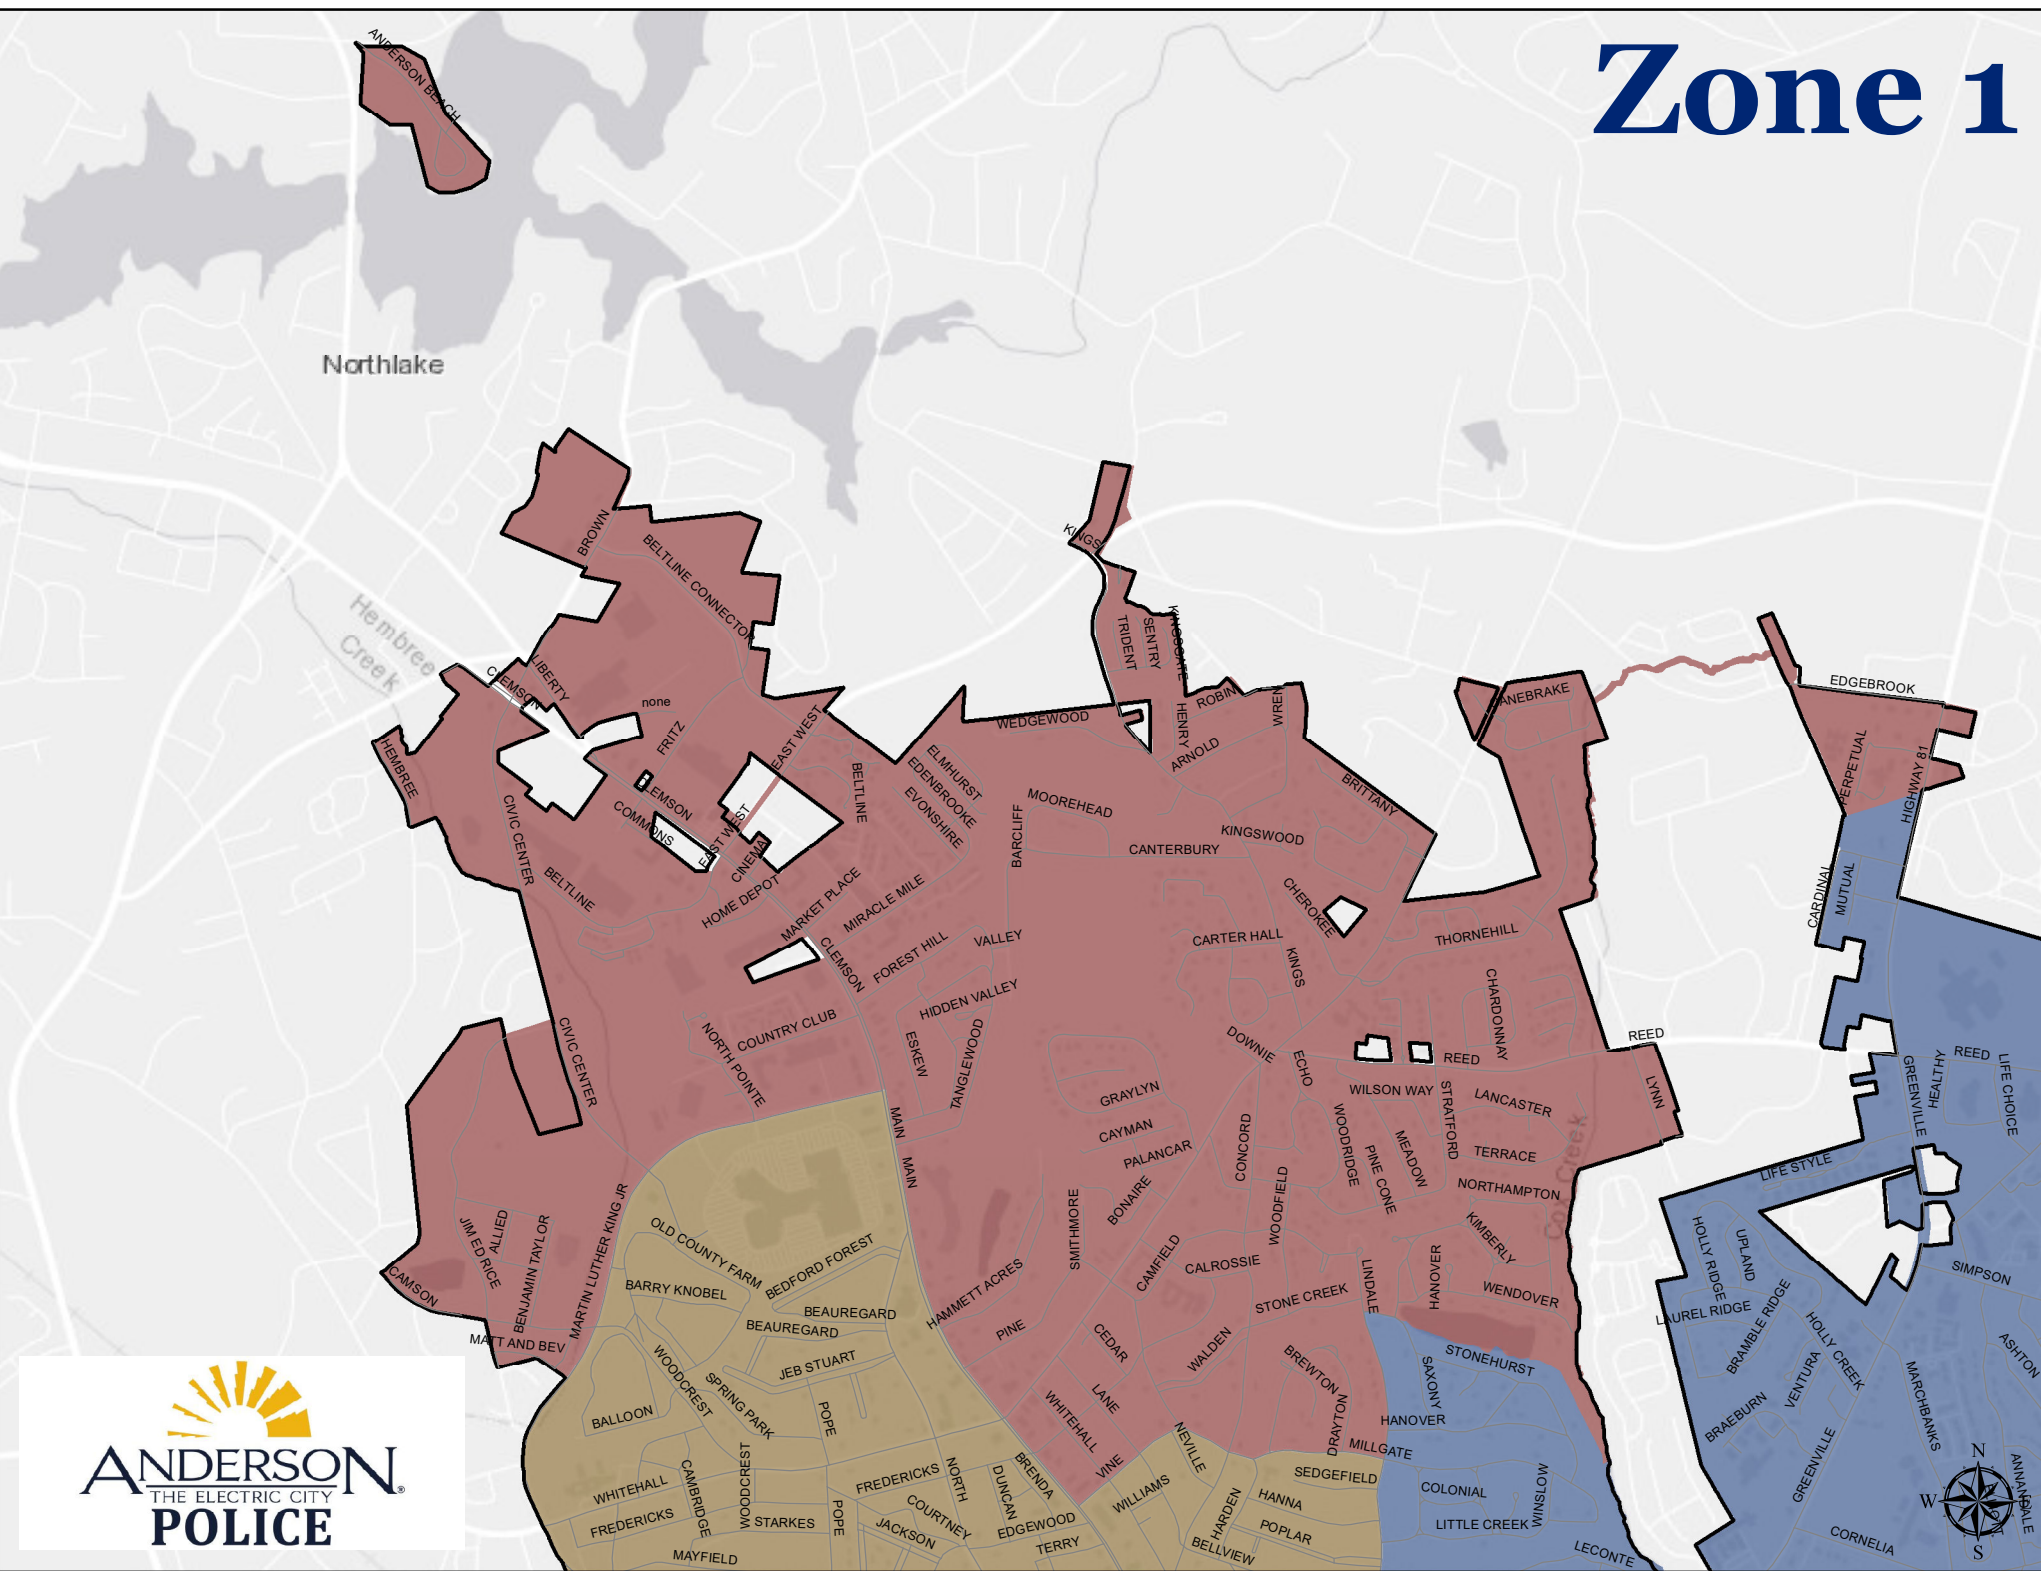 Zone 1
ANDERSON BEACH
Northlake
Hembree
Creek
KINGS
BROWN
BELTLINE CONNECTOR
TRIDENT
SENTRY
KINGSGATE
LIBERTY
CLEMSON
none
FRITZ
EAST WEST
HEMBREE
WEDGEWOOD
HENRY
ROBIN
WREN
ARNOLD
ANEBRAKE
EDGEBROOK
PERPETUAL
HIGHWAY 81
CIVIC CENTER
COMMONS
LEMSON
EAST WEST
CINEMA
BELTLINE
ELMHURST
EDENBROOKE
EVONSHIRE
BARCLIFF
MOOREHEAD
CANTERBURY
KINGSWOOD
BRITTANY
CHEROKEE
CARDINAL
MUTUAL
BELTLINE
HOME DEPOT
MARKET PLACE
MIRACLE MILE
CLEMSON
FOREST HILL
VALLEY
HIDDEN VALLEY
CARTER HALL
KINGS
THORNEHILL
CHARDONNAY
CIVIC CENTER
NORTH POINTE
COUNTRY CLUB
ESKEW
TANGLEWOOD
DOWNIE
ECHO
REED
REED
REED
LYNN
GREENVILLE
HEALTHY
LIFE CHOICE
MAIN
MAIN
GRAYLYN
CAYMAN
PALANCAR
BONAIRE
CONCORD
WILSON WAY
STRATFORD
LANCASTER
WOODRIDGE
PINE CONE
MEADOW
TERRACE
NORTHAMPTON
Cox Creek
LIFE STYLE
JIM ED RICE
ALLIED
BENJAMIN TAYLOR
MARTIN LUTHER KING JR
CAMSON
MATT AND BEV
OLD COUNTY FARM
BEDFORD FOREST
BARRY KNOBEL
BEAUREGARD
BEAUREGARD
HAMMETT ACRES
SMITHMORE
CAMFIELD
WOODFIELD
CALROSSIE
STONE CREEK
LINDALE
HANOVER
KIMBERLY
WENDOVER
HOLLY RIDGE
UPLAND
LAUREL RIDGE
BRAMBLE RIDGE
SIMPSON
ASHTON
PINE
CEDAR
WALDEN
BREWTON
STONEHURST
SAXONY
HOLLY CREEK
VENTURA
MARCHBANKS
JEB STUART
WOODCREST
SPRING PARK
BALLOON
POPE
LANE
WHITEHALL
VINE
NEVILLE
DRAYTON
HANOVER
MILLGATE
BRAEBURN
GREENVILLE
WHITEHALL
CAMBRIDGE
WOODCREST
FREDERICKS
NORTH
DUNCAN
BRENDA
WILLIAMS
SEDGEFIELD
HARDEN
HANNA
COLONIAL
WINSLOW
ANNANDALE
FREDERICKS
STARKES
POPE
COURTNEY
JACKSON
EDGEWOOD
TERRY
POPLAR
BELLVIEW
LITTLE CREEK
LECONTE
CORNELIA
MAYFIELD
N
W
S
ANDERSON®
THE ELECTRIC CITY
POLICE